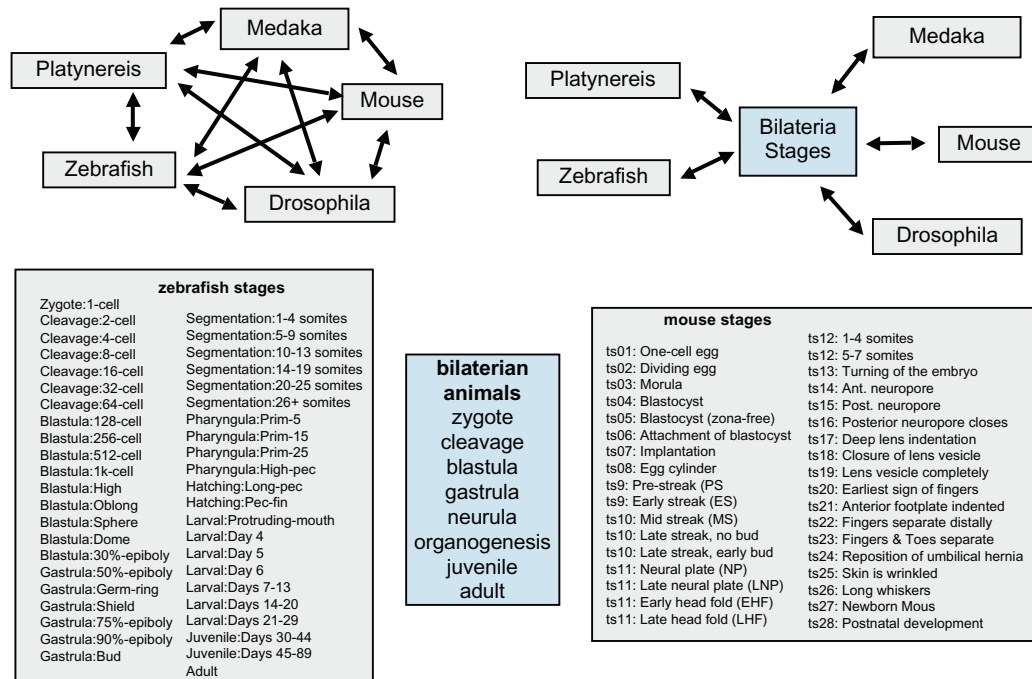 Medaka
Platynereis
Mouse
Zebrafish
Drosophila
Medaka
Platynereis
Bilateria
Stages
Mouse
Zebrafish
Drosophila
zebrafish stages
Zygote:1-cell
Cleavage:2-cell
Cleavage:4-cell
Cleavage:8-cell
Cleavage:16-cell
Cleavage:32-cell
Cleavage:64-cell
Blastula:128-cell
Blastula:256-cell
Blastula:512-cell
Blastula:1k-cell
Blastula:High
Blastula:Oblong
Blastula:Sphere
Blastula:Dome
Blastula:30%-epiboly
Gastrula:50%-epiboly
Gastrula:Germ-ring
Gastrula:Shield
Gastrula:75%-epiboly
Gastrula:90%-epiboly
Gastrula:Bud
Segmentation:1-4 somites
Segmentation:5-9 somites
Segmentation:10-13 somites
Segmentation:14-19 somites
Segmentation:20-25 somites
Segmentation:26+ somites
Pharyngula:Prim-5
Pharyngula:Prim-15
Pharyngula:Prim-25
Pharyngula:High-pec
Hatching:Long-pec
Hatching:Pec-fin
Larval:Protruding-mouth
Larval:Day 4
Larval:Day 5
Larval:Day 6
Larval:Days 7-13
Larval:Days 14-20
Larval:Days 21-29
Juvenile:Days 30-44
Juvenile:Days 45-89
Adult
bilaterian
animals
zygote
cleavage
blastula
gastrula
neurula
organogenesis
juvenile
adult
mouse stages
ts01: One-cell egg
ts02: Dividing egg
ts03: Morula
ts04: Blastocyst
ts05: Blastocyst (zona-free)
ts06: Attachment of blastocyst
ts07: Implantation
ts08: Egg cylinder
ts9: Pre-streak (PS
ts9: Early streak (ES)
ts10: Mid streak (MS)
ts10: Late streak, no bud
ts10: Late streak, early bud
ts11: Neural plate (NP)
ts11: Late neural plate (LNP)
ts11: Early head fold (EHF)
ts11: Late head fold (LHF)
ts12: 1-4 somites
ts12: 5-7 somites
ts13: Turning of the embryo
ts14: Ant. neuropore
ts15: Post. neuropore
ts16: Posterior neuropore closes
ts17: Deep lens indentation
ts18: Closure of lens vesicle
ts19: Lens vesicle completely
ts20: Earliest sign of fingers
ts21: Anterior footplate indented
ts22: Fingers separate distally
ts23: Fingers & Toes separate
ts24: Reposition of umbilical hernia
ts25: Skin is wrinkled
ts26: Long whiskers
ts27: Newborn Mous
ts28: Postnatal development